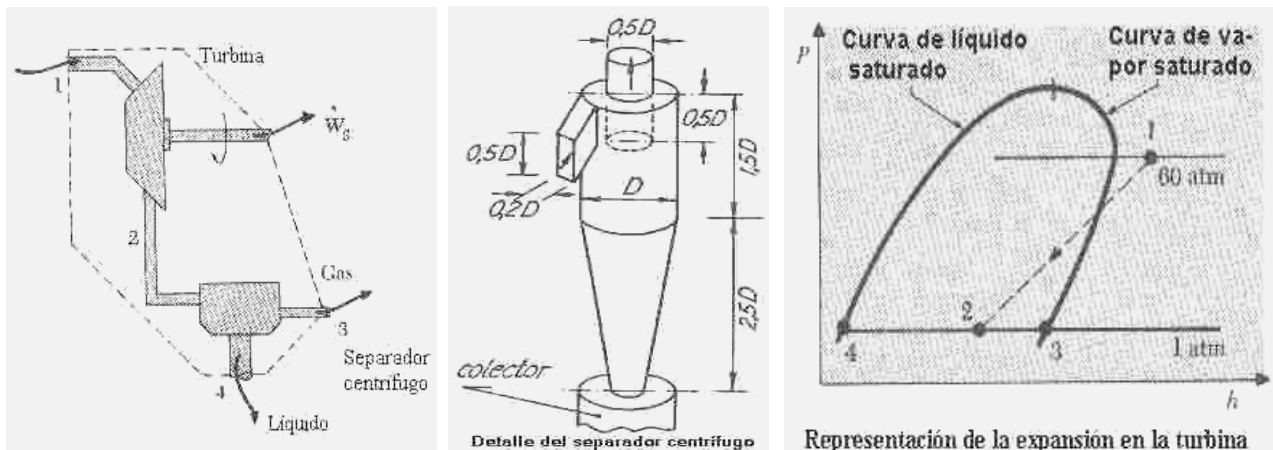 Turbina
1
Ẇs
2
Gas
3
Separador
centrífugo
4
Líquido
0,5D
0,5D
1,5D
0,5D
0,2D
D
2,5D
colector
Detalle del separador centrífugo
p
Curva de líquido
saturado
Curva de va-
por saturado
1
60 atm
2
4
3
1 atm
h
Representación de la expansión en la turbina